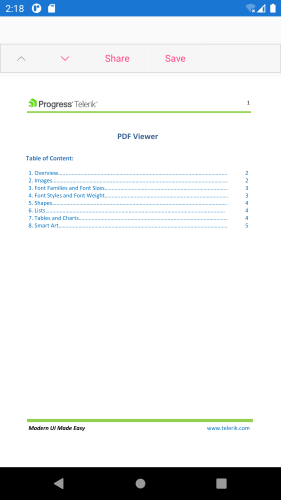 2:18
Share Save
Progress Telerik 1
PDF Viewer
Table of Content:
1. Overview 2
2. Images 2
3. Font Families and Font Sizes 3
4. Font Styles and Font Weight 3
5. Shapes 4
6. Lists 4
7. Tables and Charts 4
8. Smart Art 5
Modern UI Made Easy www.telerik.com